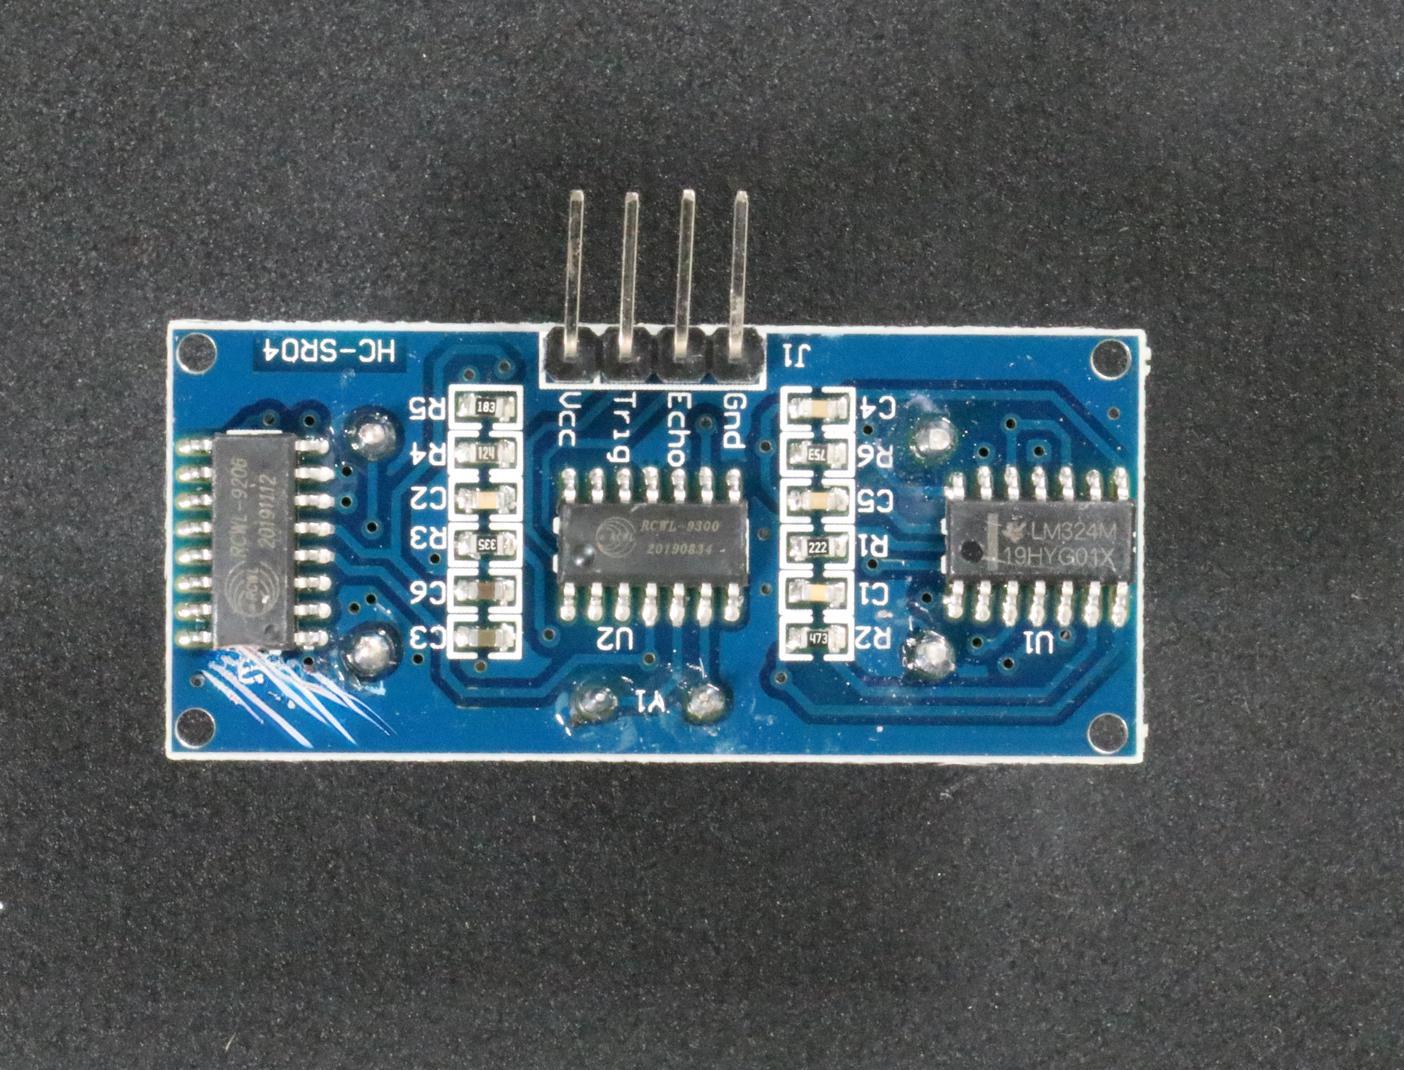 HC-SR04
J1
Vcc
Trig
Echo
Gnd
R5
183
R4
124
C2
R3
335
C6
C3
C4
R6
753
C5
R1
222
C1
R2
473
RCWL-9206
20191112
RCWL
RCWL-9300
20190834
U2
LM324M
19HYG01X
U1
Y1